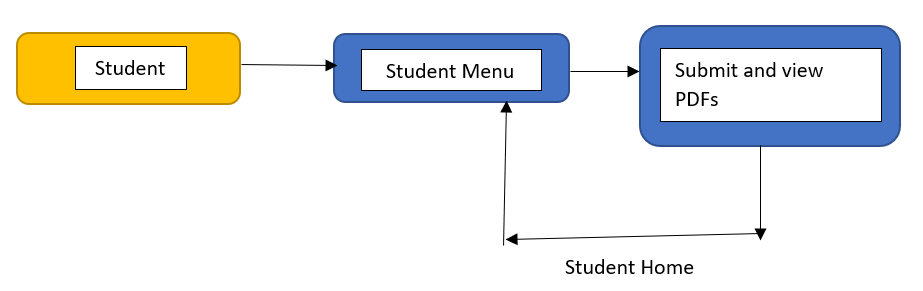 Student
Student Menu
Submit and view
PDFs
Student Home